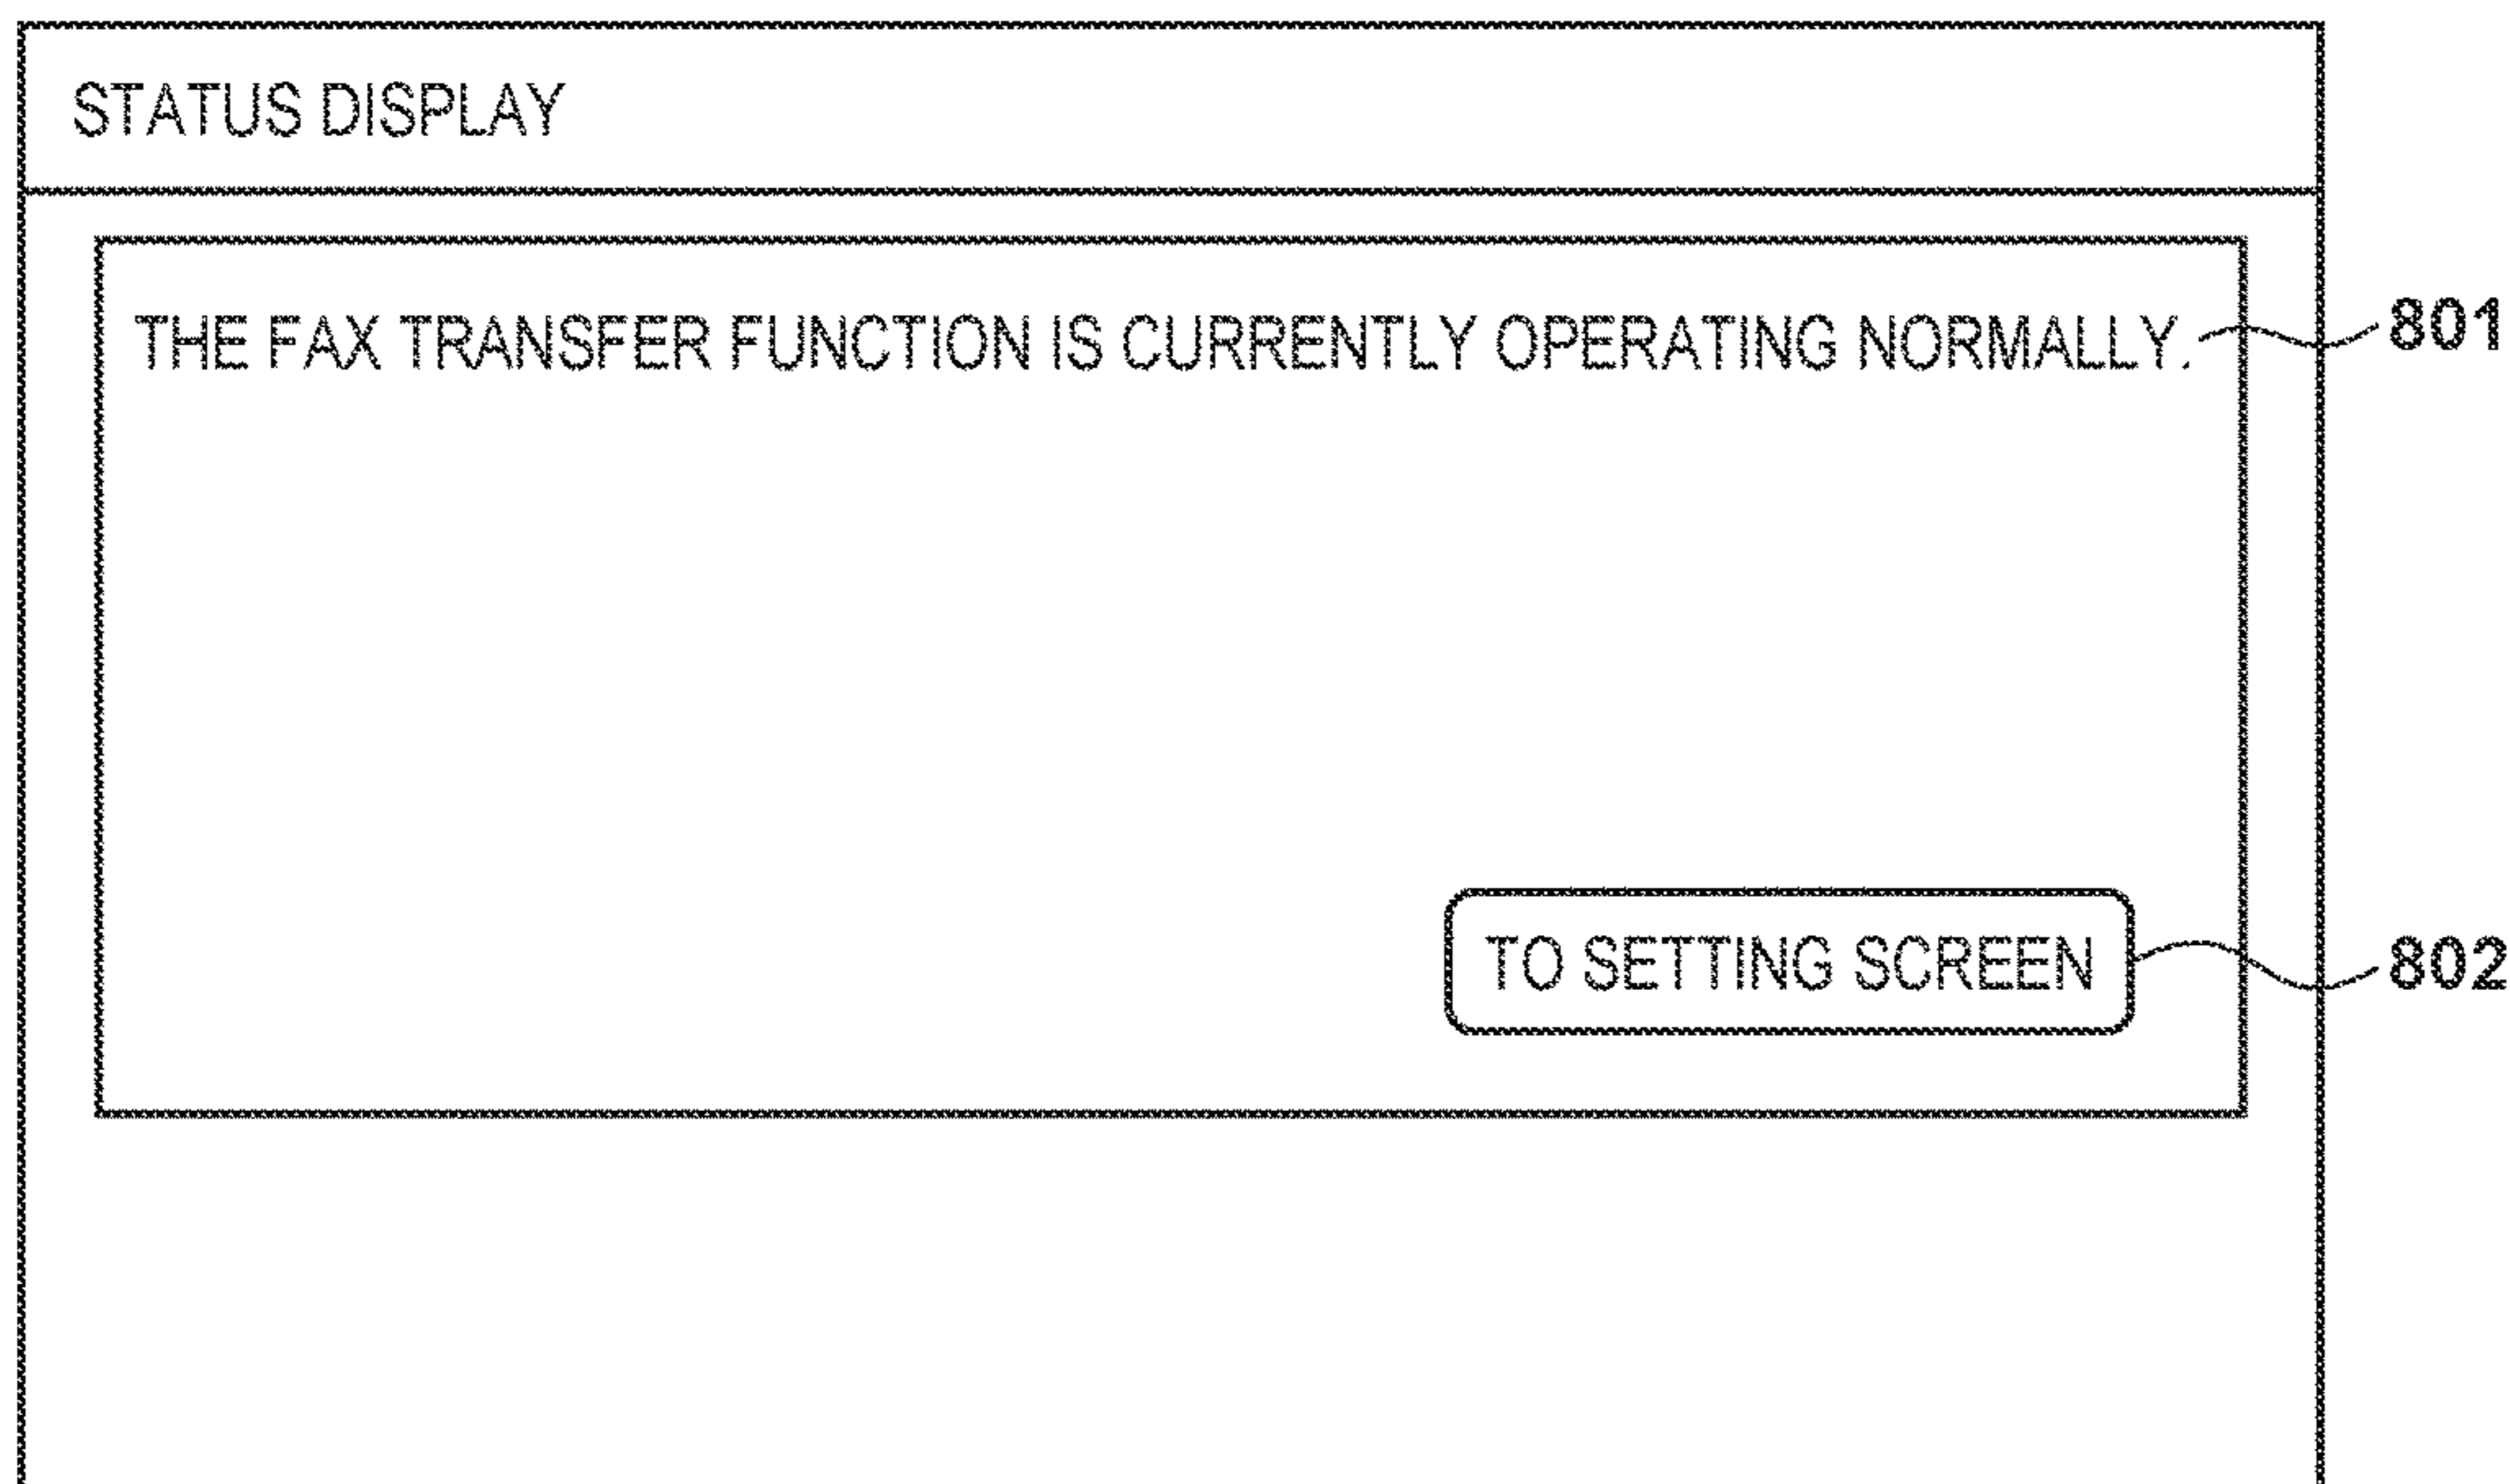 STATUS DISPLAY
THE FAX TRANSFER FUNCTION IS CURRENTLY OPERATING NORMALLY.
801
TO SETTING SCREEN
802